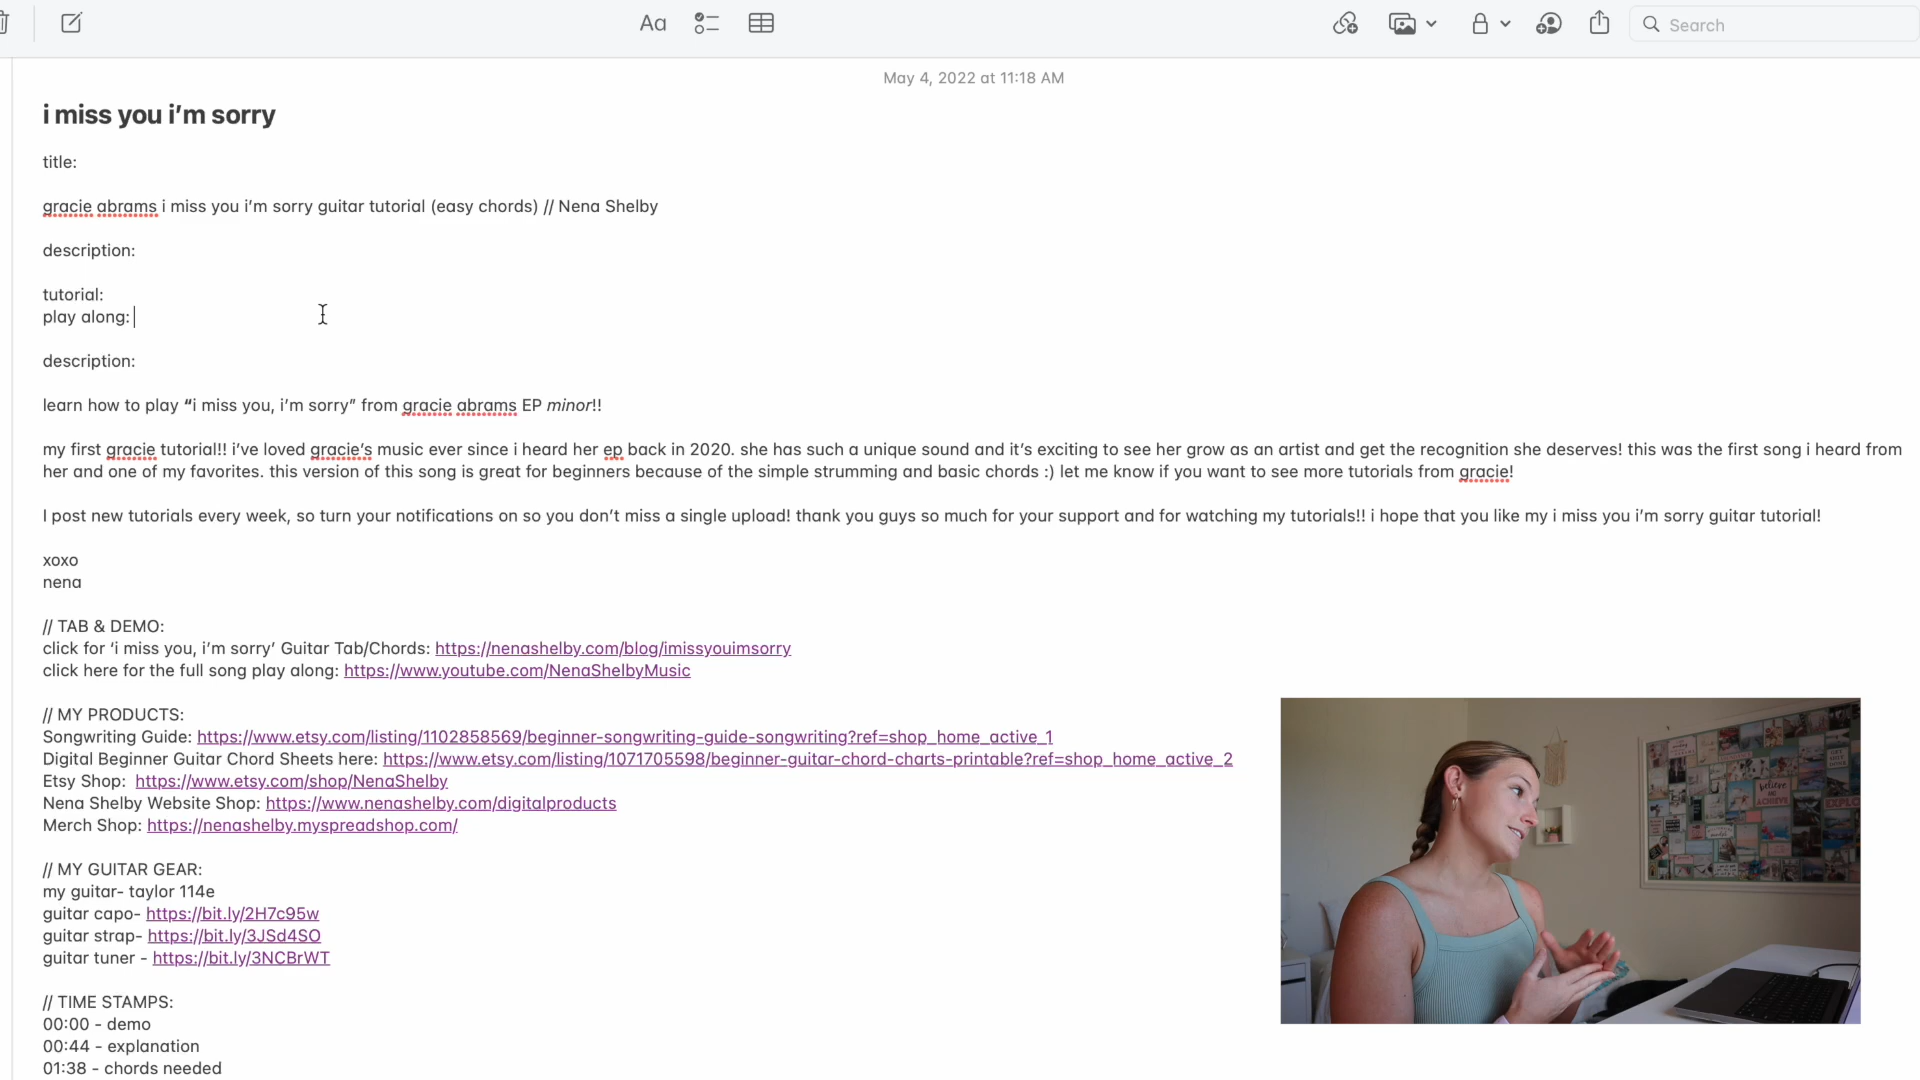 Aa
Search
May 4, 2022 at 11:18 AM
i miss you i’m sorry
title:
gracie abrams i miss you i’m sorry guitar tutorial (easy chords) // Nena Shelby
description:
tutorial:
play along:
description:
learn how to play “i miss you, i’m sorry” from gracie abrams EP minor!!
my first gracie tutorial!! i’ve loved gracie’s music ever since i heard her ep back in 2020. she has such a unique sound and it’s exciting to see her grow as an artist and get the recognition she deserves! this was the first song i heard from
her and one of my favorites. this version of this song is great for beginners because of the simple strumming and basic chords :) let me know if you want to see more tutorials from gracie!
I post new tutorials every week, so turn your notifications on so you don’t miss a single upload! thank you guys so much for your support and for watching my tutorials!! i hope that you like my i miss you i’m sorry guitar tutorial!
xoxo
nena
// TAB & DEMO:
click for ‘i miss you, i’m sorry’ Guitar Tab/Chords: https://nenashelby.com/blog/imissyouimsorry
click here for the full song play along: https://www.youtube.com/NenaShelbyMusic
// MY PRODUCTS:
Songwriting Guide: https://www.etsy.com/listing/1102858569/beginner-songwriting-guide-songwriting?ref=shop_home_active_1
Digital Beginner Guitar Chord Sheets here: https://www.etsy.com/listing/1071705598/beginner-guitar-chord-charts-printable?ref=shop_home_active_2
Etsy Shop: https://www.etsy.com/shop/NenaShelby
Nena Shelby Website Shop: https://www.nenashelby.com/digitalproducts
Merch Shop: https://nenashelby.myspreadshop.com/
// MY GUITAR GEAR:
my guitar- taylor 114e
guitar capo- https://bit.ly/2H7c95w
guitar strap- https://bit.ly/3JSd4SO
guitar tuner - https://bit.ly/3NCBrWT
// TIME STAMPS:
00:00 - demo
00:44 - explanation
01:38 - chords needed
believe
ACHIEVE